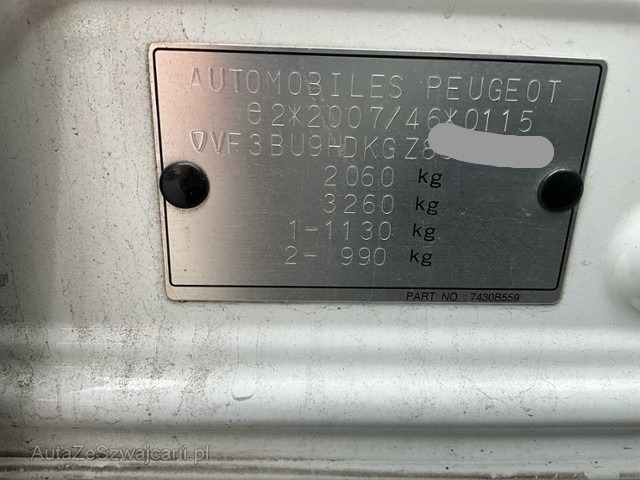 AUTOMOBILES PEUGEOT
e2*2007/46*0115
VF3BU9HDKGZ8
2060 kg
3260 kg
1-1130 kg
2- 990 kg
PART NO : 7430B559
AutaZeSzwajcarii.pl